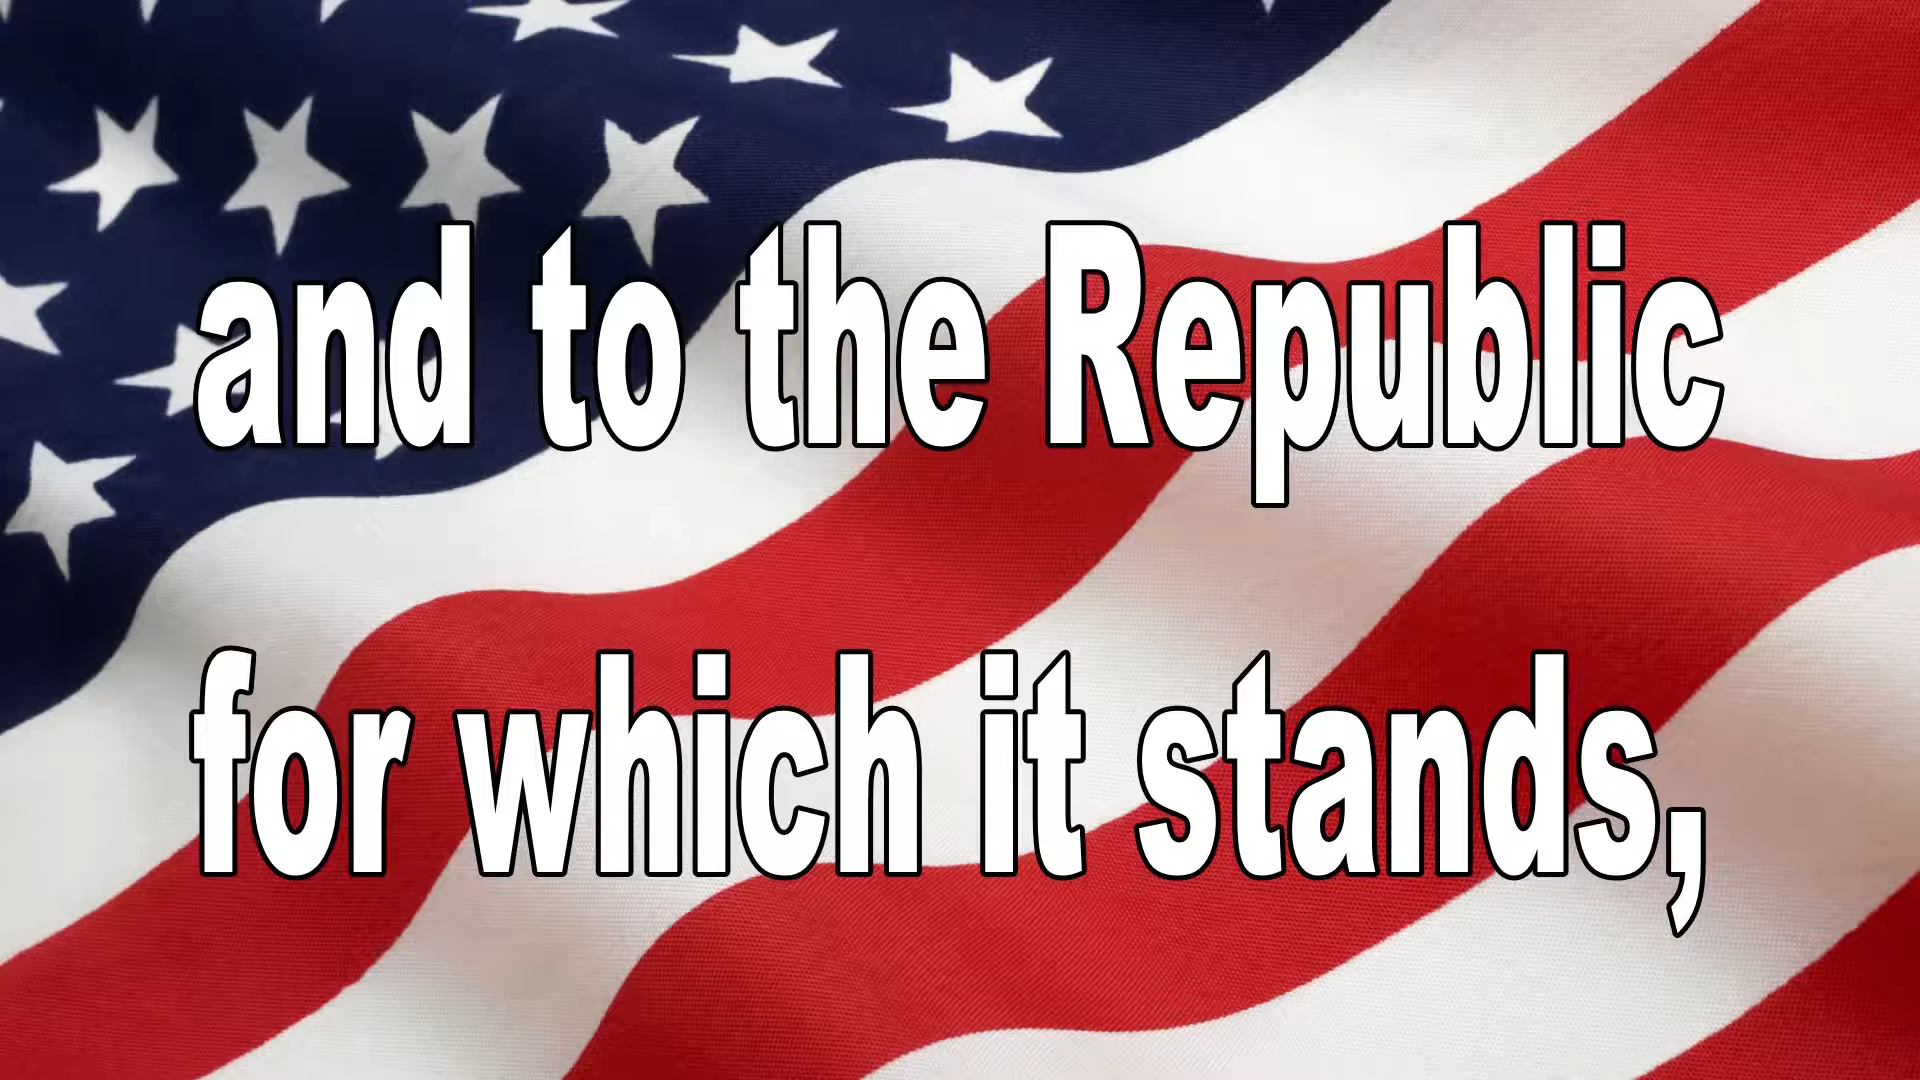 and to the Republic
for which it stands,